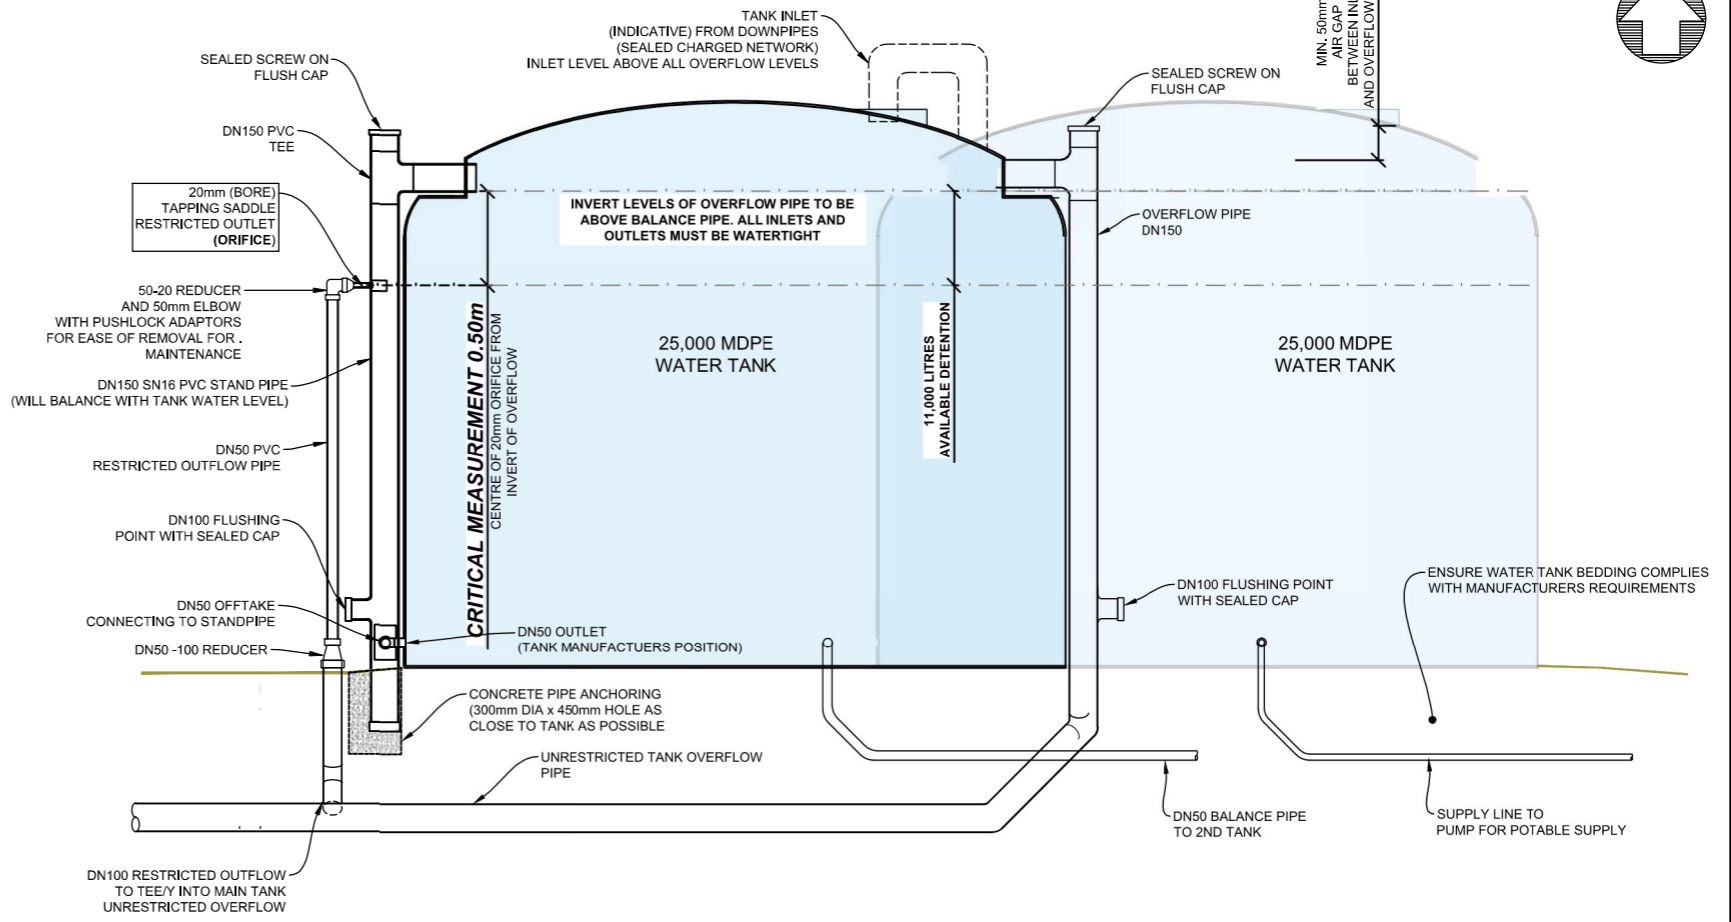 TANK INLET
(INDICATIVE) FROM DOWNPIPES
(SEALED CHARGED NETWORK)
INLET LEVEL ABOVE ALL OVERFLOW LEVELS
MIN. 50mm
AIR GAP
BETWEEN INL
AND OVERFLOW
SEALED SCREW ON
FLUSH CAP
SEALED SCREW ON
FLUSH CAP
DN150 PVC
TEE
20mm (BORE)
TAPPING SADDLE
RESTRICTED OUTLET
(ORIFICE)
INVERT LEVELS OF OVERFLOW PIPE TO BE
ABOVE BALANCE PIPE. ALL INLETS AND
OUTLETS MUST BE WATERTIGHT
OVERFLOW PIPE
DN150
50-20 REDUCER
AND 50mm ELBOW
WITH PUSHLOCK ADAPTORS
FOR EASE OF REMOVAL FOR .
MAINTENANCE
CRITICAL MEASUREMENT 0.50m
CENTRE OF 20mm ORIFICE FROM
INVERT OF OVERFLOW
25,000 MDPE
WATER TANK
11,000 LITRES
AVAILABLE DETENTION
25,000 MDPE
WATER TANK
DN150 SN16 PVC STAND PIPE
(WILL BALANCE WITH TANK WATER LEVEL)
DN50 PVC
RESTRICTED OUTFLOW PIPE
DN100 FLUSHING
POINT WITH SEALED CAP
DN50 OFFTAKE
CONNECTING TO STANDPIPE
DN50 -100 REDUCER
DN50 OUTLET
(TANK MANUFACTUERS POSITION)
DN100 FLUSHING POINT
WITH SEALED CAP
ENSURE WATER TANK BEDDING COMPLIES
WITH MANUFACTURERS REQUIREMENTS
CONCRETE PIPE ANCHORING
(300mm DIA x 450mm HOLE AS
CLOSE TO TANK AS POSSIBLE
UNRESTRICTED TANK OVERFLOW
PIPE
DN50 BALANCE PIPE
TO 2ND TANK
SUPPLY LINE TO
PUMP FOR POTABLE SUPPLY
DN100 RESTRICTED OUTFLOW
TO TEE/Y INTO MAIN TANK
UNRESTRICTED OVERFLOW